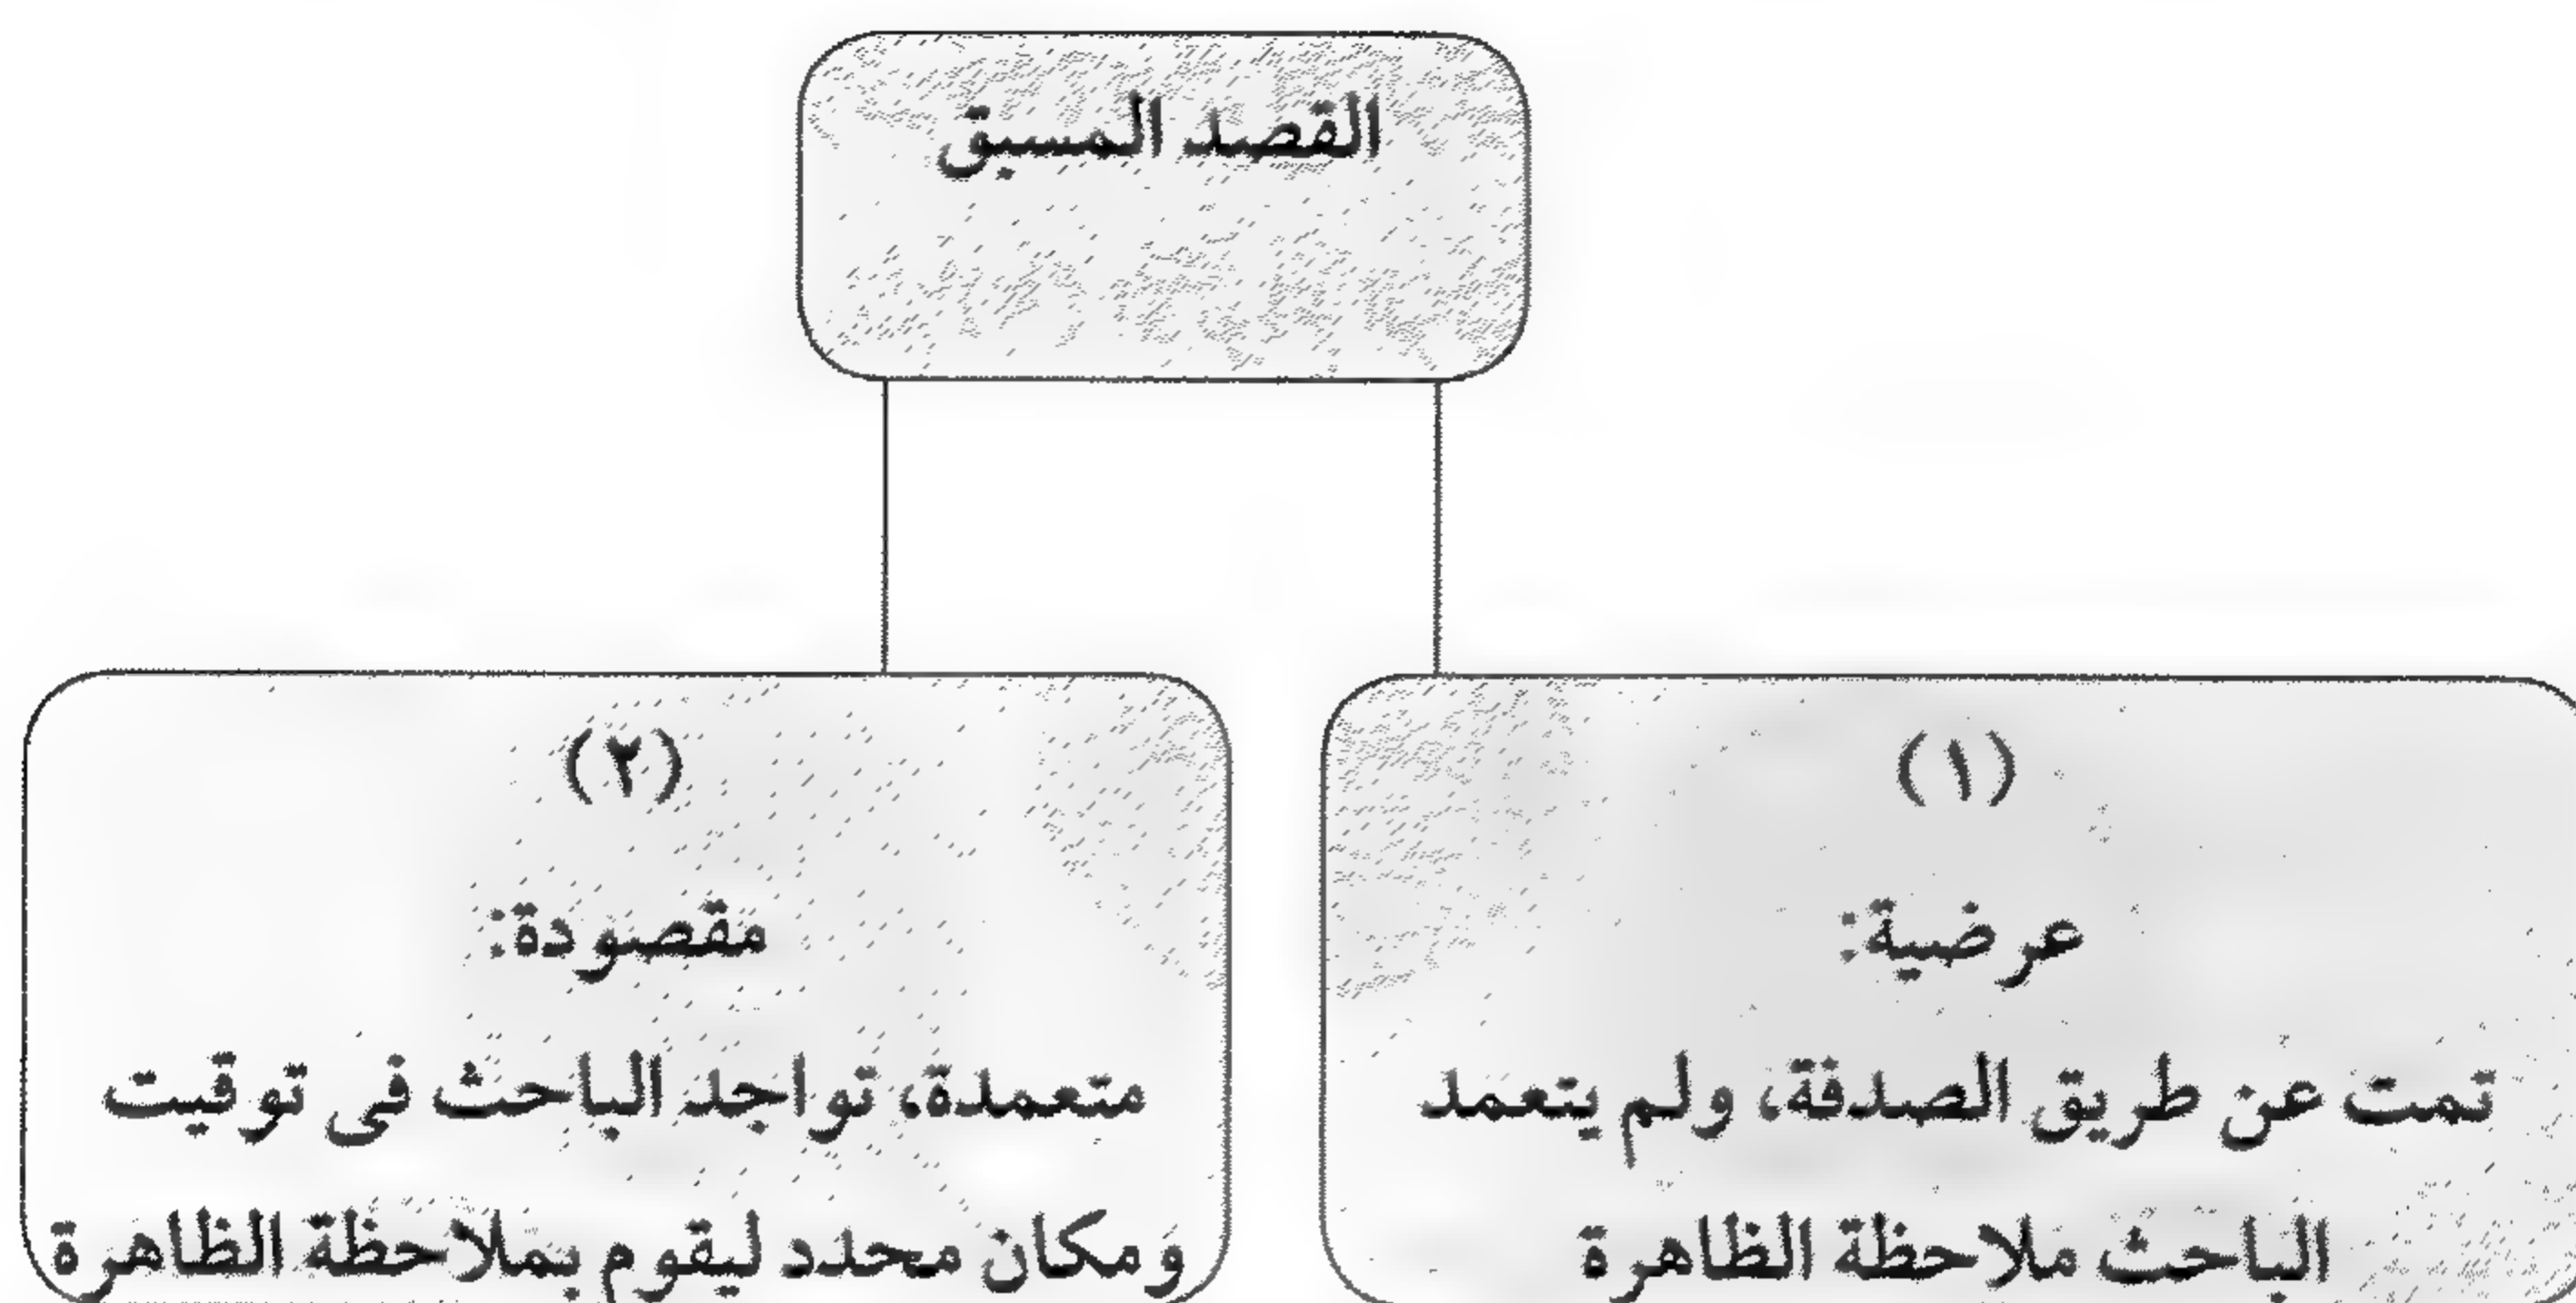 القصد المسبق
(١)
عرضية:
تمت عن طريق الصدفة، ولم يتعمد
الباحث ملاحظة الظاهرة
(٢)
مقصودة:
متعمدة، تواجد الباحث فى توقيت
ومكان محدد ليقوم بملاحظة الظاهرة